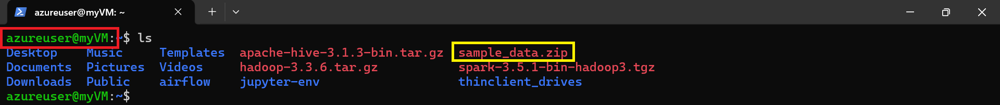 azureuser@myVM: ~
azureuser@myVM:~$ ls
Desktop Music Templates apache-hive-3.1.3-bin.tar.gz sample_data.zip
Documents Pictures Videos hadoop-3.3.6.tar.gz spark-3.5.1-bin-hadoop3.tgz
Downloads Public airflow jupyter-env thinclient_drives
azureuser@myVM:~$